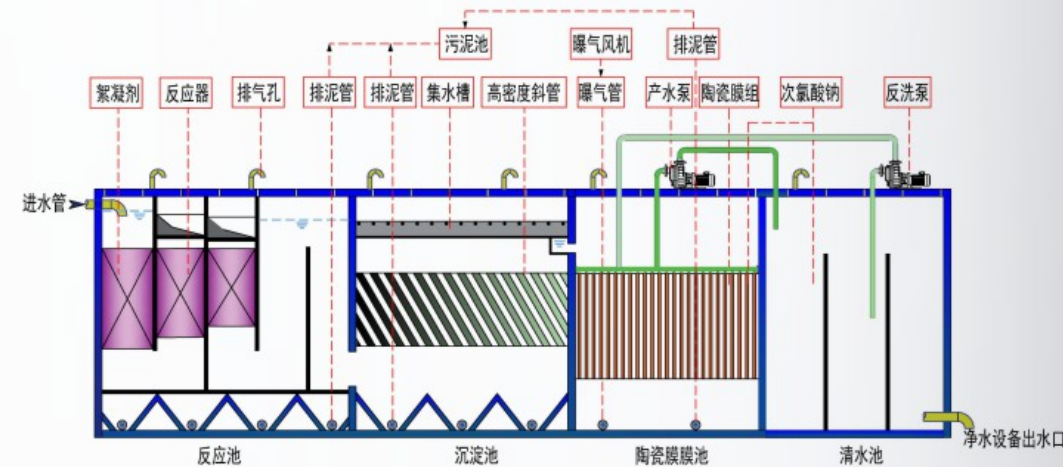 污泥池
曝气风机
排泥管
絮凝剂
反应器
排气孔
排泥管
排泥管
集水槽
高密度斜管
曝气管
产水泵
陶瓷膜组
次氯酸钠
反洗泵
进水管
净水设备出水口
反应池
沉淀池
陶瓷膜膜池
清水池